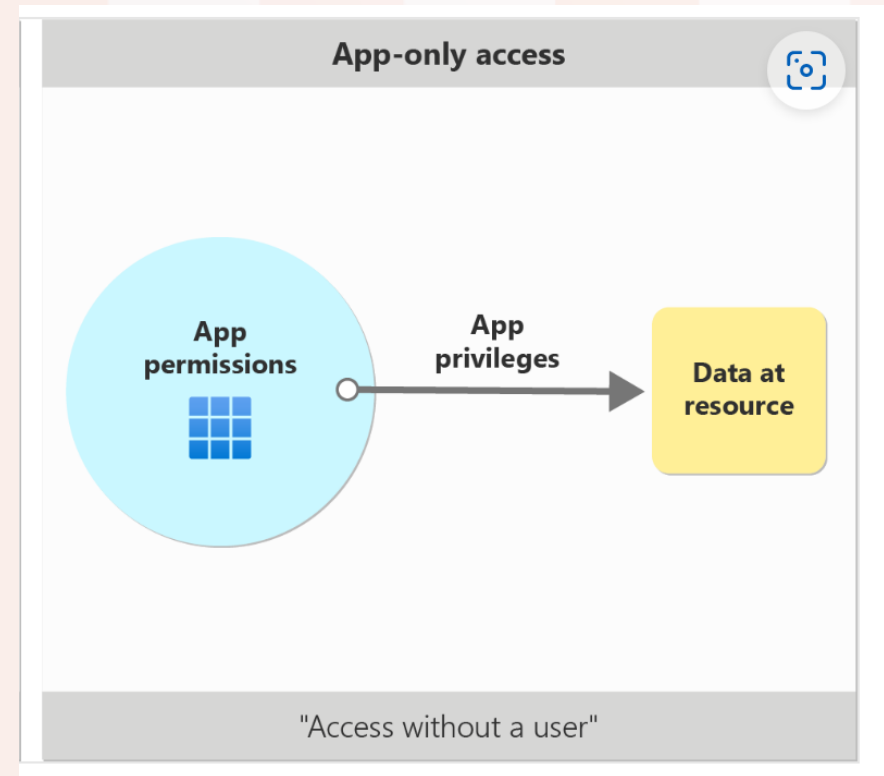 App-only access
App
permissions
App
privileges
Data at
resource
"Access without a user"